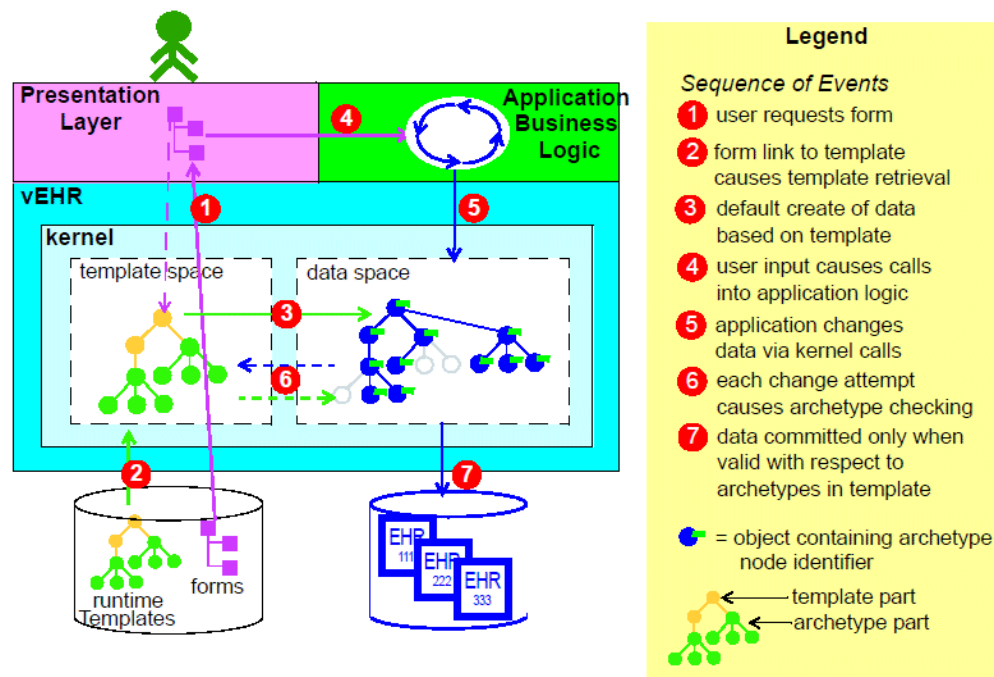 Presentation
Layer
4
Application
Business
Logic
vEHR
1
5
kernel
template space
data space
3
6
2
7
runtime
Templates
forms
EHR
111
EHR
222
EHR
333
Legend
Sequence of Events
1 user requests form
2 form link to template
causes template retrieval
3 default create of data
based on template
4 user input causes calls
into application logic
5 application changes
data via kernel calls
6 each change attempt
causes archetype checking
7 data committed only when
valid with respect to
archetypes in template
= object containing archetype
node identifier
template part
archetype part